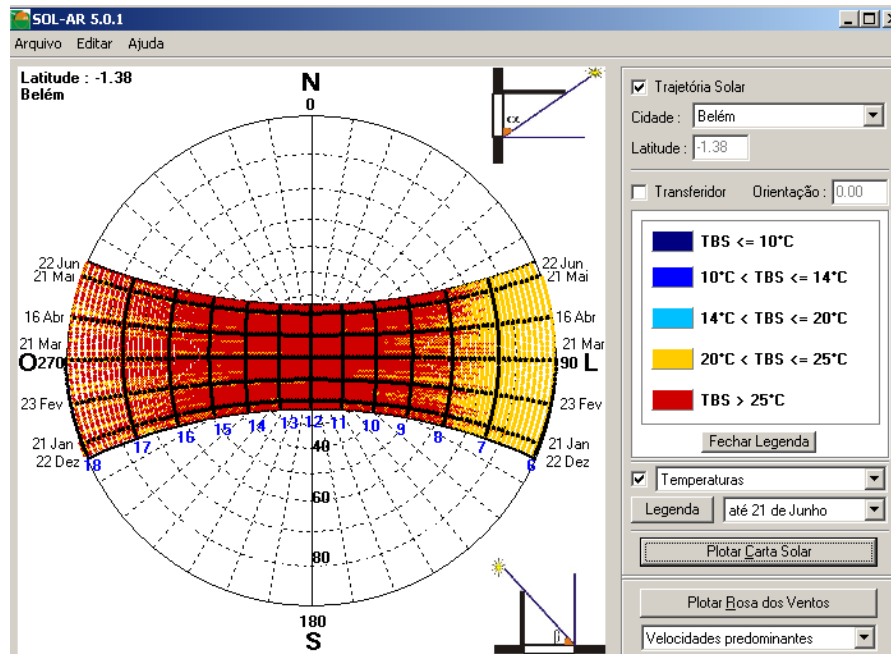 SOL-AR 5.0.1
Arquivo Editar Ajuda
Latitude : -1.38
Belém
N
0
α
22 Jun
21 Mai
16 Abr
21 Mar
O 270
23 Fev
21 Jan
22 Dez
22 Jun
21 Mai
16 Abr
21 Mar
90 L
23 Fev
21 Jan
22 Dez
18 17 16 15 14 13 12 11 10 9 8 7 6
40
60
80
180
S
β
Trajetória Solar
Cidade : Belém
Latitude : -1.38
Transferidor Orientação : 0.00
TBS <= 10°C
10°C < TBS <= 14°C
14°C < TBS <= 20°C
20°C < TBS <= 25°C
TBS > 25°C
Fechar Legenda
Temperaturas
Legenda até 21 de Junho
Plotar Carta Solar
Plotar Rosa dos Ventos
Velocidades predominantes